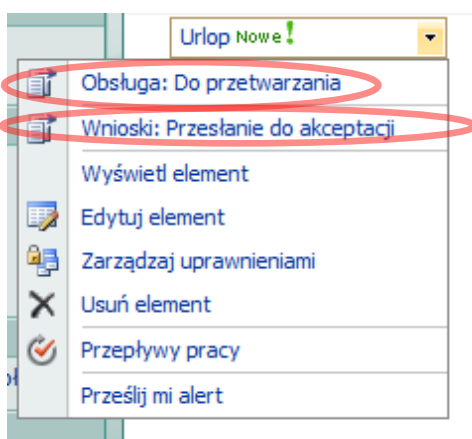 Urlop Nowe!
Obsługa: Do przetwarzania
Wnioski: Przesłanie do akceptacji
Wyświetl element
Edytuj element
Zarządzaj uprawnieniami
Usuń element
Przepływy pracy
Prześlij mi alert